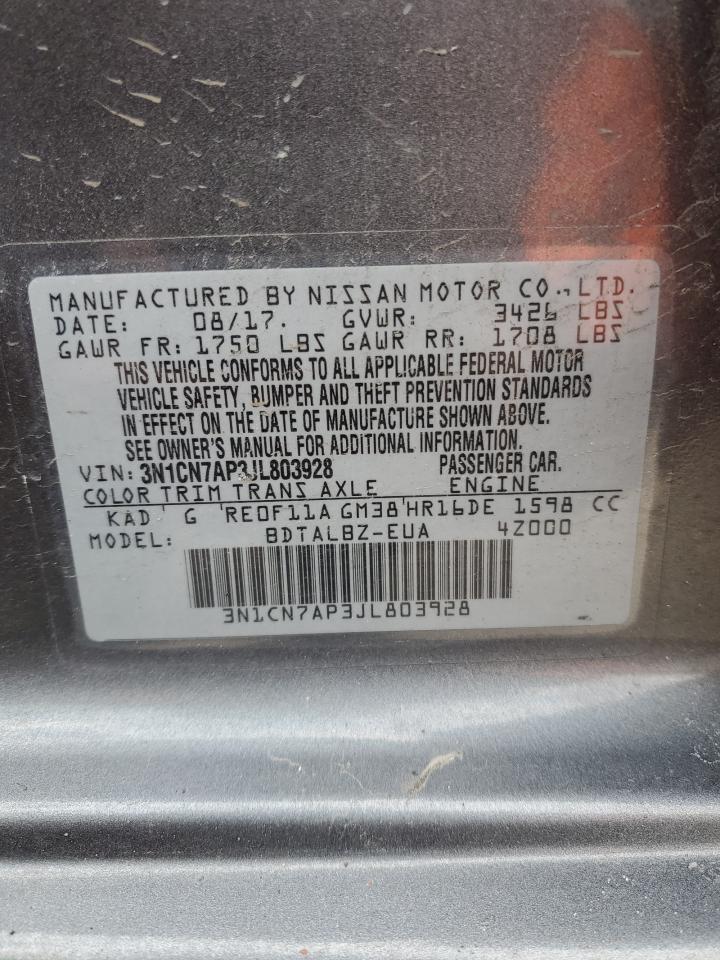 MANUFACTURED BY NISSAN MOTOR CO., LTD.
DATE: 08/17. GVWR: 3426 LBS
GAWR FR: 1750 LBS GAWR RR: 1708 LBS
THIS VEHICLE CONFORMS TO ALL APPLICABLE FEDERAL MOTOR
VEHICLE SAFETY, BUMPER AND THEFT PREVENTION STANDARDS
IN EFFECT ON THE DATE OF MANUFACTURE SHOWN ABOVE.
SEE OWNER'S MANUAL FOR ADDITIONAL INFORMATION.
VIN: 3N1CN7AP3JL803928 PASSENGER CAR.
COLOR TRIM TRANS AXLE ENGINE
KAD G RE0F11A GM38 HR16DE 1598 CC
MODEL: BDTALBZ-EUA 4Z000
3N1CN7AP3JL803928